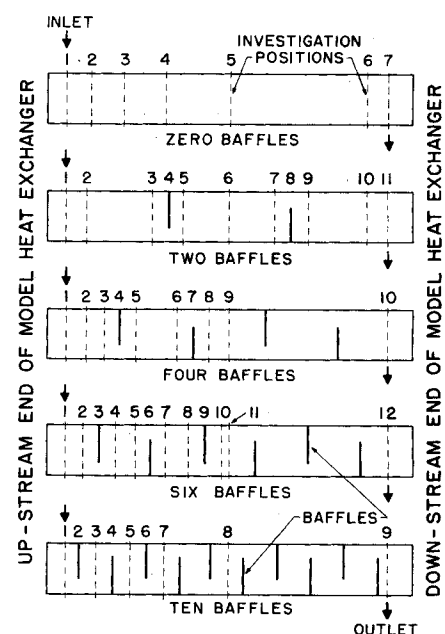 INLET
1 2 3 4 5 INVESTIGATION POSITIONS 6 7
ZERO BAFFLES
1 2 3 4 5 6 7 8 9 10 11
TWO BAFFLES
1 2 3 4 5 6 7 8 9 10
FOUR BAFFLES
1 2 3 4 5 6 7 8 9 10 11 12
SIX BAFFLES
BAFFLES
1 2 3 4 5 6 7 8 9
TEN BAFFLES
OUTLET
UP-STREAM END OF MODEL HEAT EXCHANGER
DOWN-STREAM END OF MODEL HEAT EXCHANGER